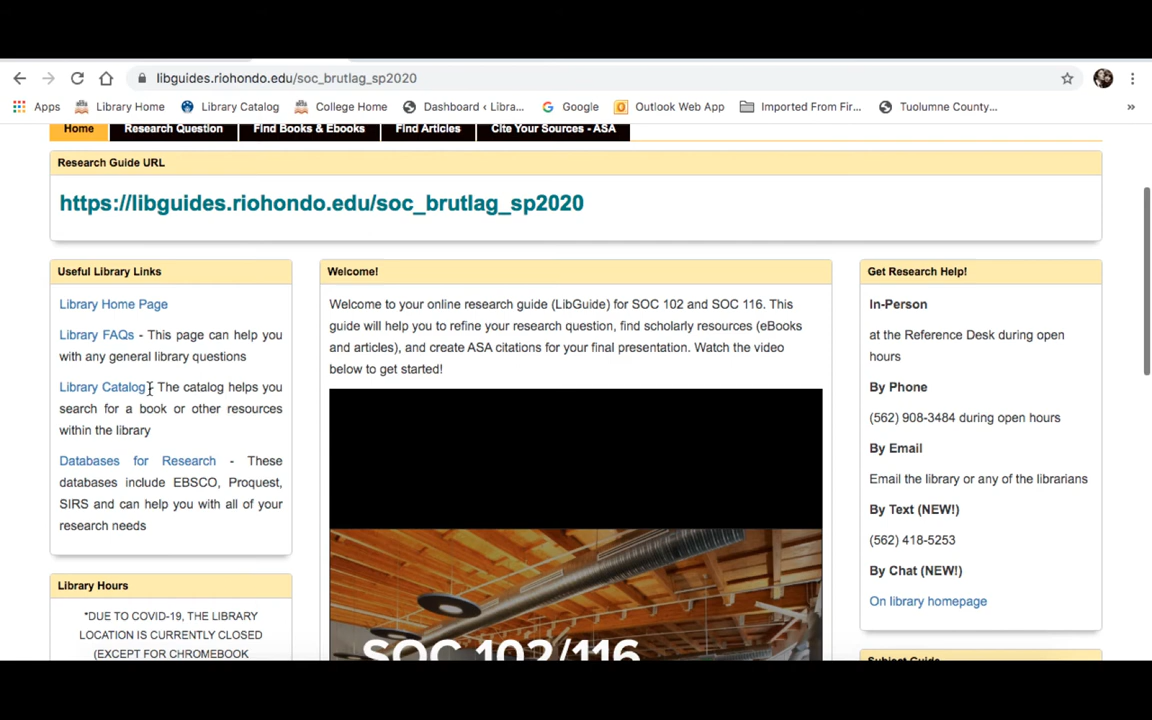 libguides.riohondo.edu/soc_brutlag_sp2020
Apps Library Home Library Catalog College Home Dashboard ‹ Libra... Google Outlook Web App Imported From Fir... Tuolumne County... »
Home Research Question Find Books & Ebooks Find Articles Cite Your Sources - ASA
Research Guide URL
https://libguides.riohondo.edu/soc_brutlag_sp2020
Useful Library Links
Library Home Page
Library FAQs - This page can help you
with any general library questions
Library Catalog - The catalog helps you
search for a book or other resources
within the library
Databases for Research - These
databases include EBSCO, Proquest,
SIRS and can help you with all of your
research needs
Library Hours
*DUE TO COVID-19, THE LIBRARY
LOCATION IS CURRENTLY CLOSED
(EXCEPT FOR CHROMEBOOK
Welcome!
Welcome to your online research guide (LibGuide) for SOC 102 and SOC 116. This
guide will help you to refine your research question, find scholarly resources (eBooks
and articles), and create ASA citations for your final presentation. Watch the video
below to get started!
SOC 102/116
Get Research Help!
In-Person
at the Reference Desk during open
hours
By Phone
(562) 908-3484 during open hours
By Email
Email the library or any of the librarians
By Text (NEW!)
(562) 418-5253
By Chat (NEW!)
On library homepage
Subject Guide